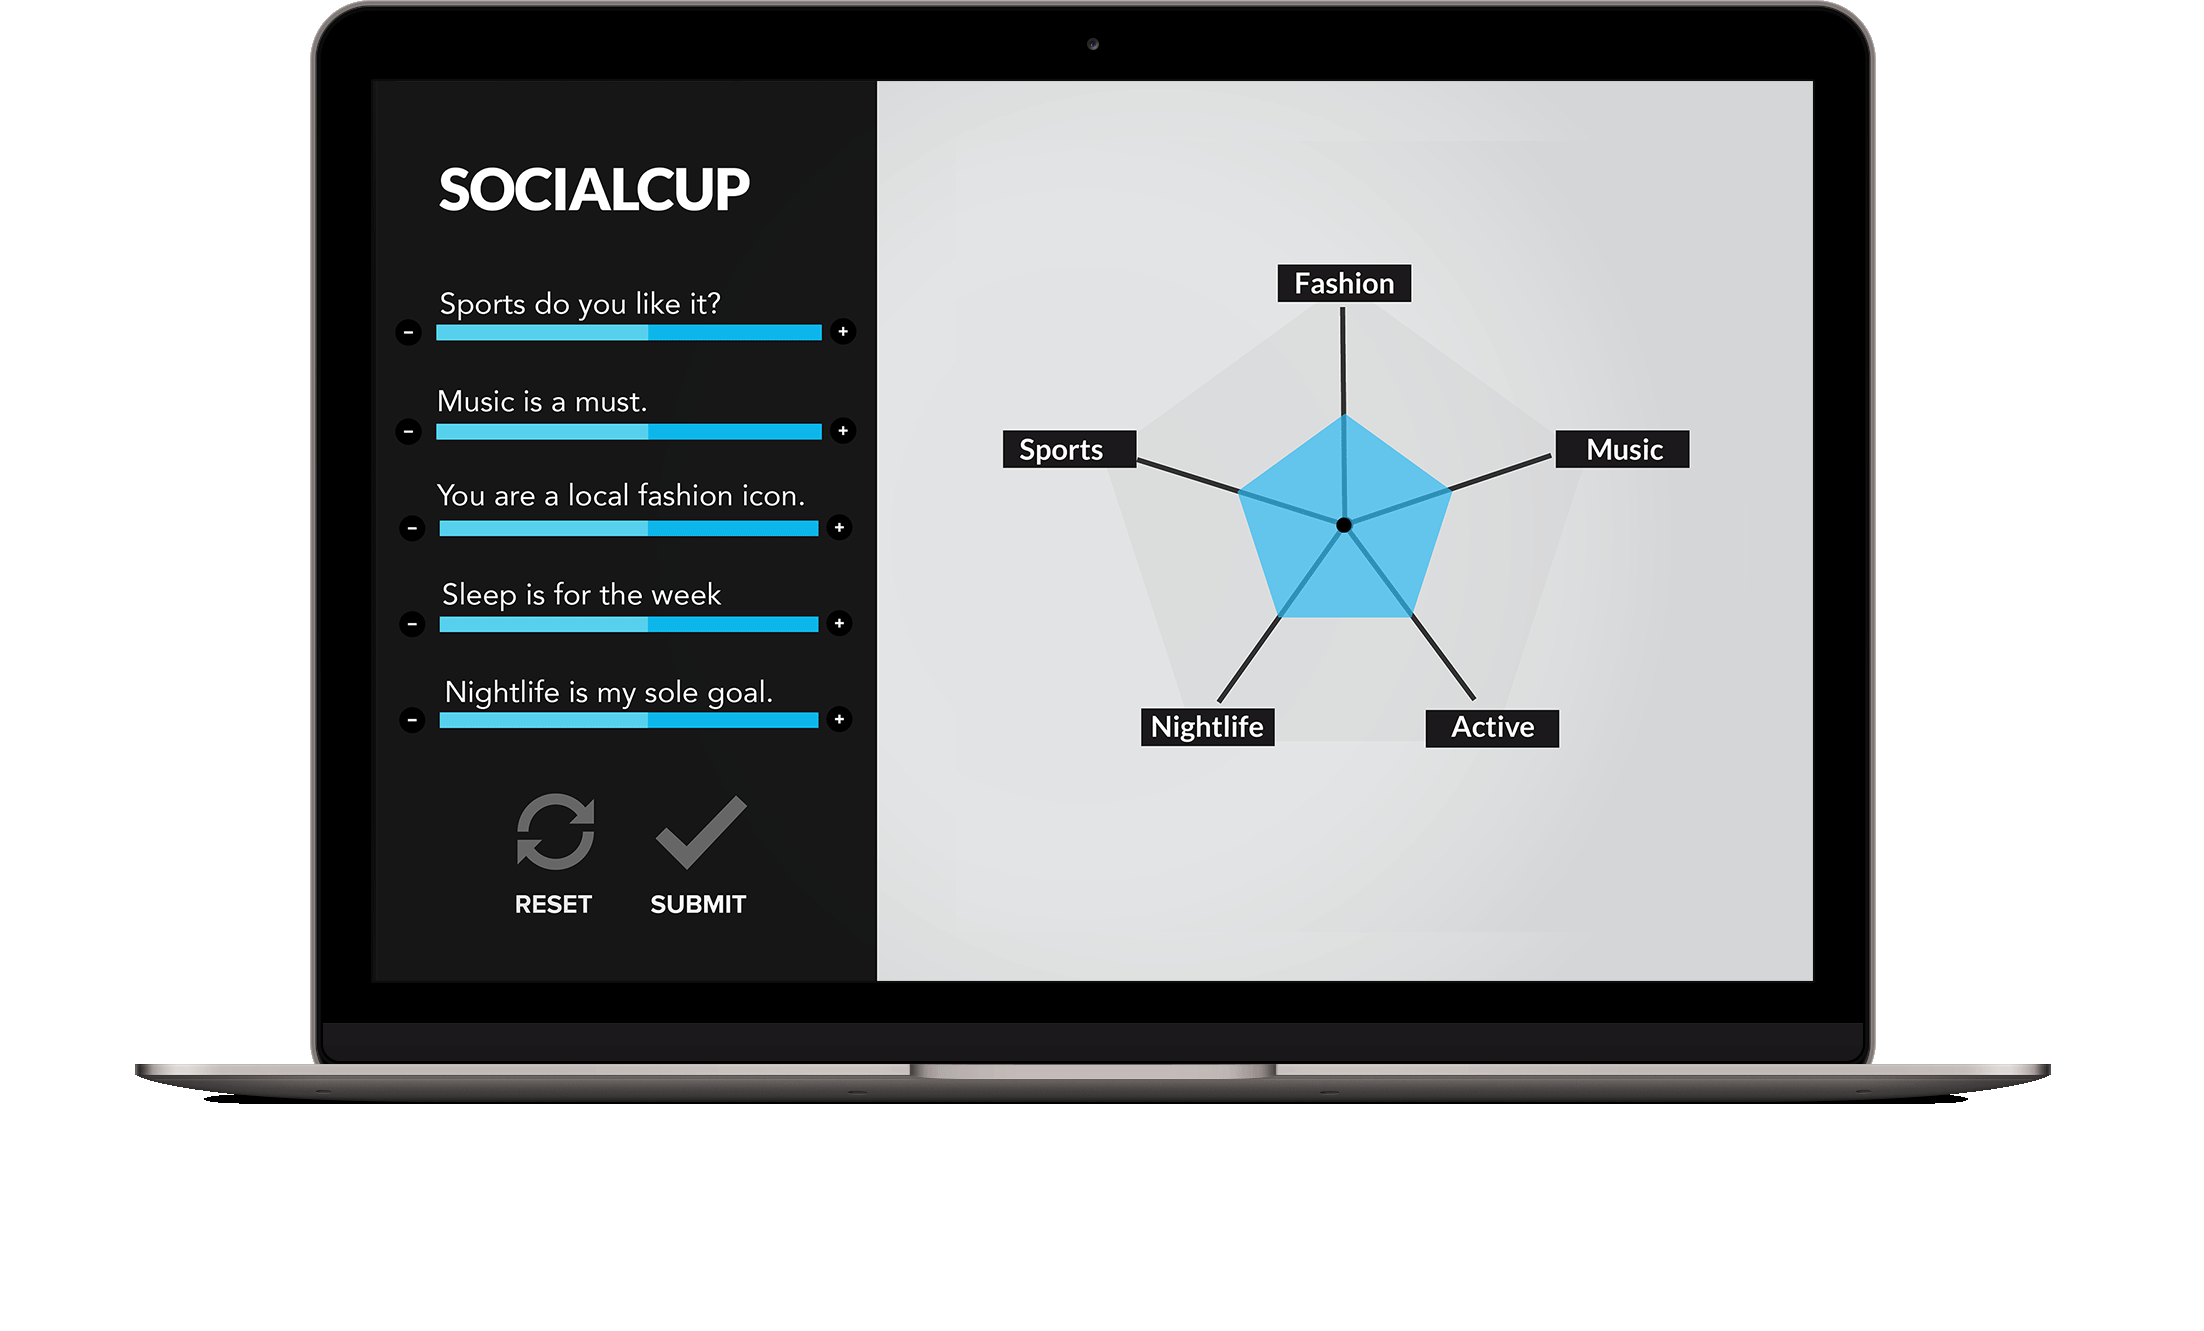 SOCIALCUP
Sports do you like it?
- +
Music is a must.
- +
You are a local fashion icon.
- +
Sleep is for the week
- +
Nightlife is my sole goal.
- +
RESET SUBMIT
Fashion
Sports Music
Nightlife Active